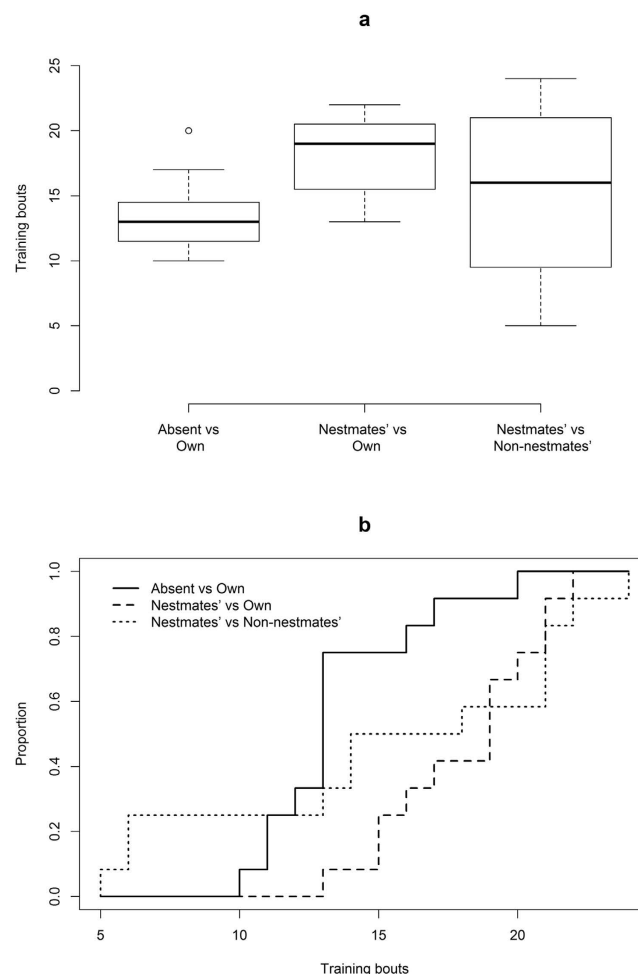 a
25
20
15
10
5
0
Training bouts
Absent vs
Own
Nestmates' vs
Own
Nestmates' vs
Non-nestmates'
b
1.0
0.8
0.6
0.4
0.2
0.0
Proportion
Absent vs Own
Nestmates' vs Own
Nestmates' vs Non-nestmates'
5
10
15
20
Training bouts